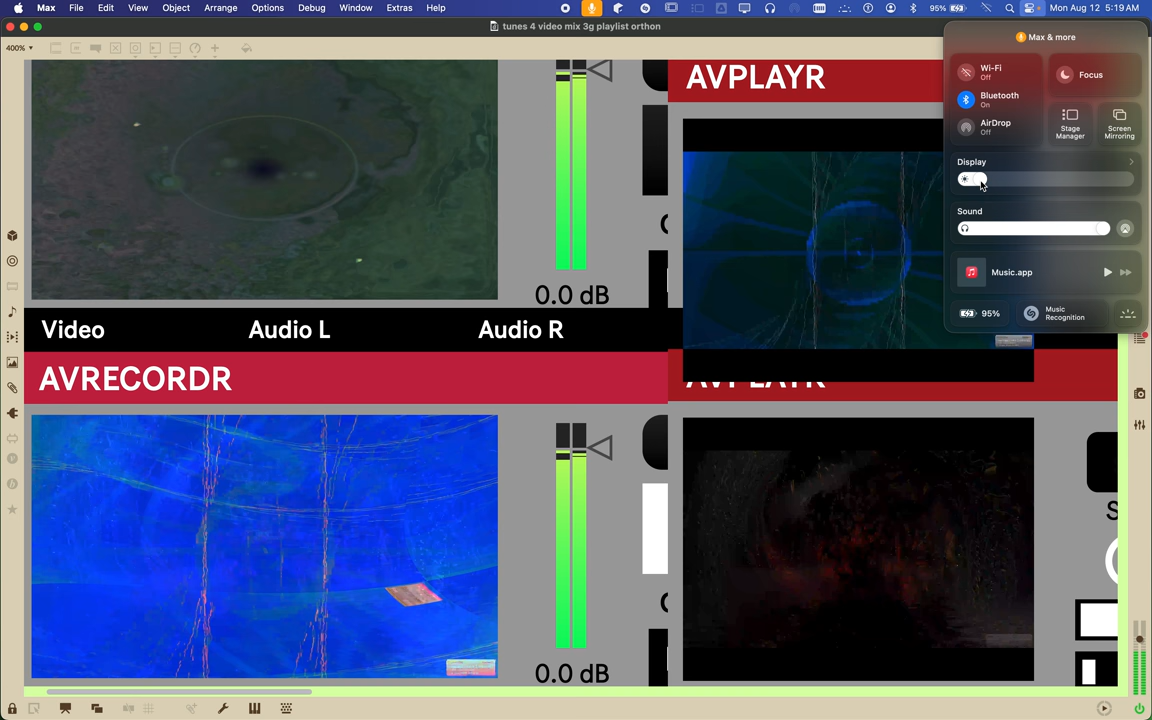 Max File Edit View Object Arrange Options Debug Window Extras Help 95% Mon Aug 12 5:19 AM
tunes 4 video mix 3g playlist orthon
400%
Max & more
Wi-Fi
Off
Bluetooth
On
AirDrop
Off
Focus
Stage
Manager
Screen
Mirroring
Display
Sound
Music.app
95%
Music
Recognition
AVPLAYR
0.0 dB
Video Audio L Audio R
AVRECORDR
AVPLAYR
0.0 dB